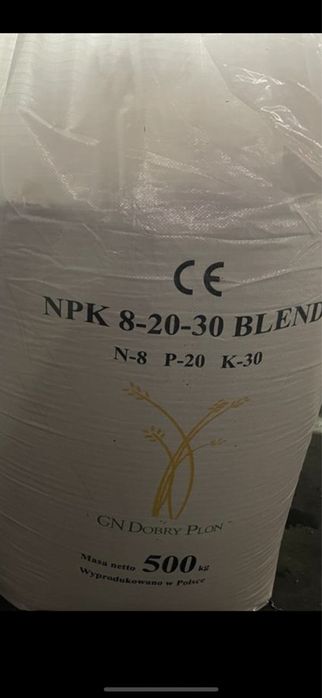 CE
NPK 8-20-30 BLEND
N-8 P-20 K-30
GN DOBRY PLON
Masa netto 500 kg
Wyprodukowano w Polsce